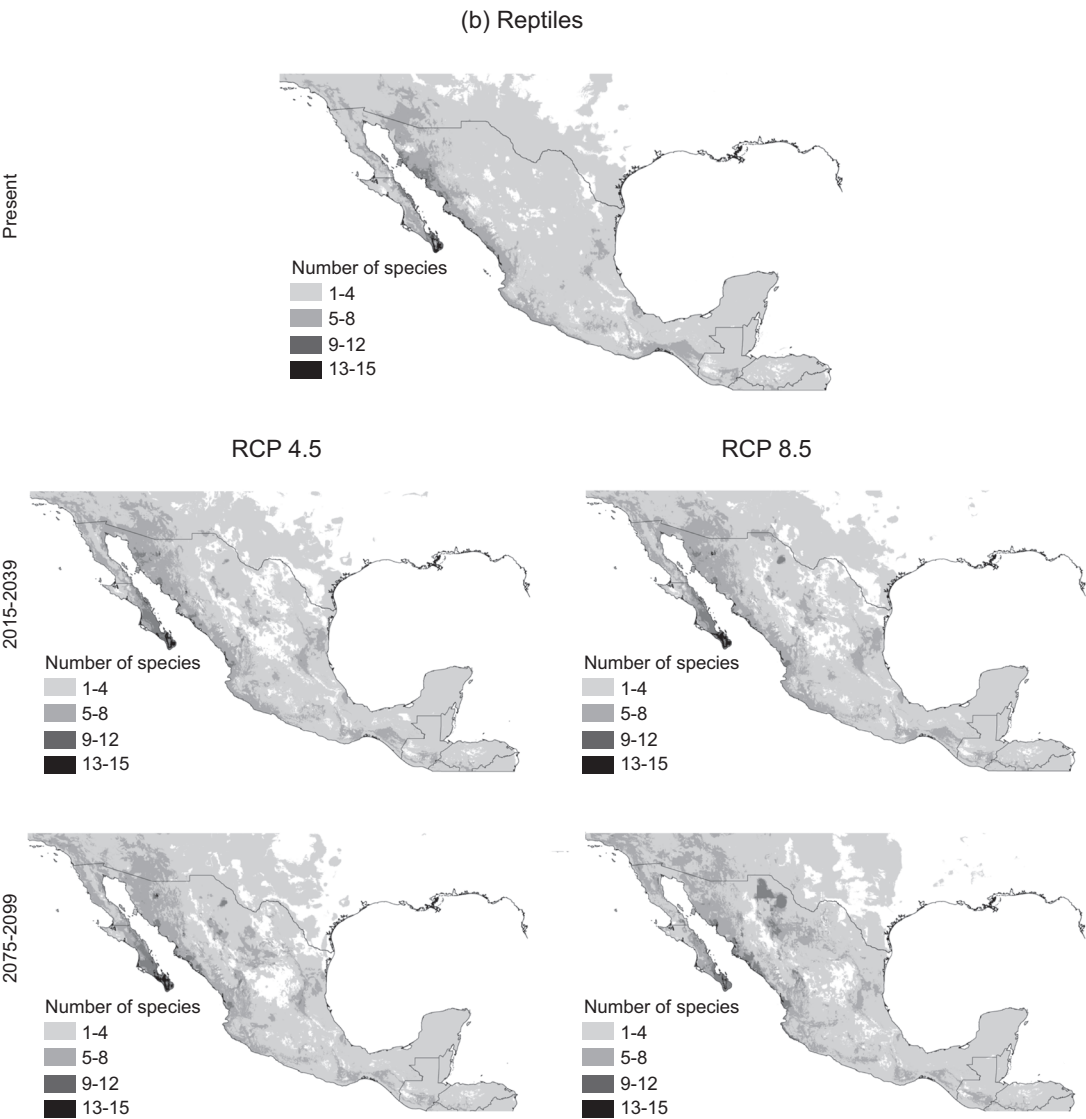 (b) Reptiles
Present
Number of species
1-4
5-8
9-12
13-15
RCP 4.5
RCP 8.5
2015-2039
Number of species
1-4
5-8
9-12
13-15
Number of species
1-4
5-8
9-12
13-15
2075-2099
Number of species
1-4
5-8
9-12
13-15
Number of species
1-4
5-8
9-12
13-15